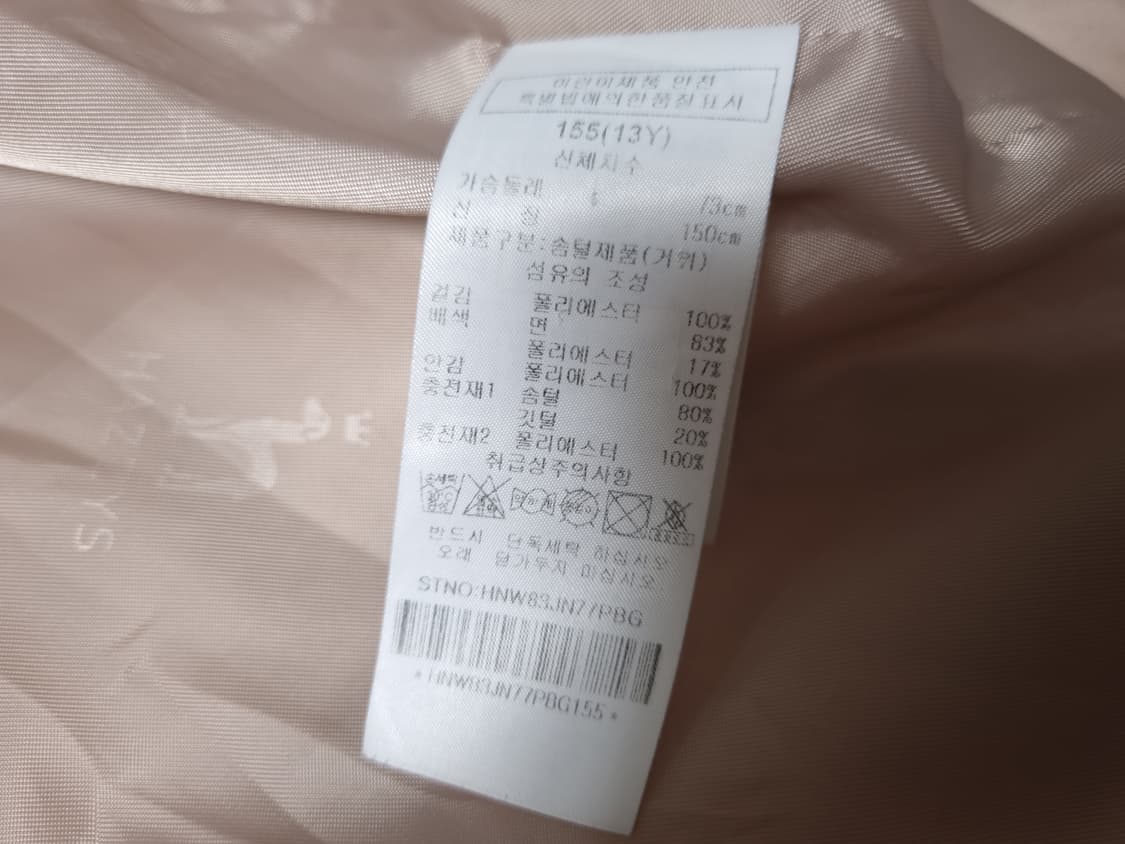 어린이제품 안전
특별법에의한품질표시
155(13Y)
신체치수
가슴둘레 73cm
신 장 150cm
제품구분:솜털제품(거위)
섬유의 조성
겉감 폴리에스터 100%
배색 면 83%
폴리에스터 17%
안감 폴리에스터 100%
충전재1 솜털 80%
깃털 20%
충전재2 폴리에스터 100%
취급상주의사항
손세탁
반드시 단독세탁 하십시오
오래 담가두지 마십시오.
STNO:HNW83JN77PBG
*HNW83JN77PBG155*
HAZZYS